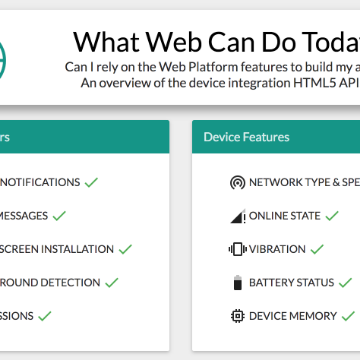 What Web Can Do Toda
Can I rely on the Web Platform features to build my a
An overview of the device integration HTML5 API
rs
NOTIFICATIONS
MESSAGES
SCREEN INSTALLATION
ROUND DETECTION
SSIONS
Device Features
NETWORK TYPE & SPE
ONLINE STATE
VIBRATION
BATTERY STATUS
DEVICE MEMORY